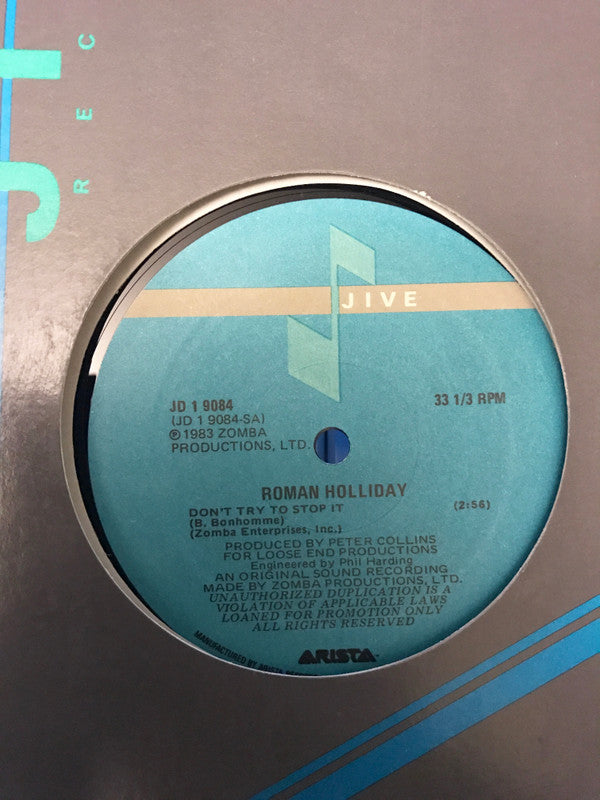 JI
REC
JIVE
JD 1 9084
33 1/3 RPM
(JD 1 9084-SA)
℗ 1983 ZOMBA
PRODUCTIONS, LTD.
ROMAN HOLLIDAY
DON'T TRY TO STOP IT
(2:56)
(B. Bonhomme)
(Zomba Enterprises, Inc.)
PRODUCED BY PETER COLLINS
FOR LOOSE END PRODUCTIONS
Engineered by Phil Harding
AN ORIGINAL SOUND RECORDING
MADE BY ZOMBA PRODUCTIONS, LTD.
UNAUTHORIZED DUPLICATION IS A
VIOLATION OF APPLICABLE LAWS
LOANED FOR PROMOTION ONLY
ALL RIGHTS RESERVED
MANUFACTURED BY ARISTA
ARISTA